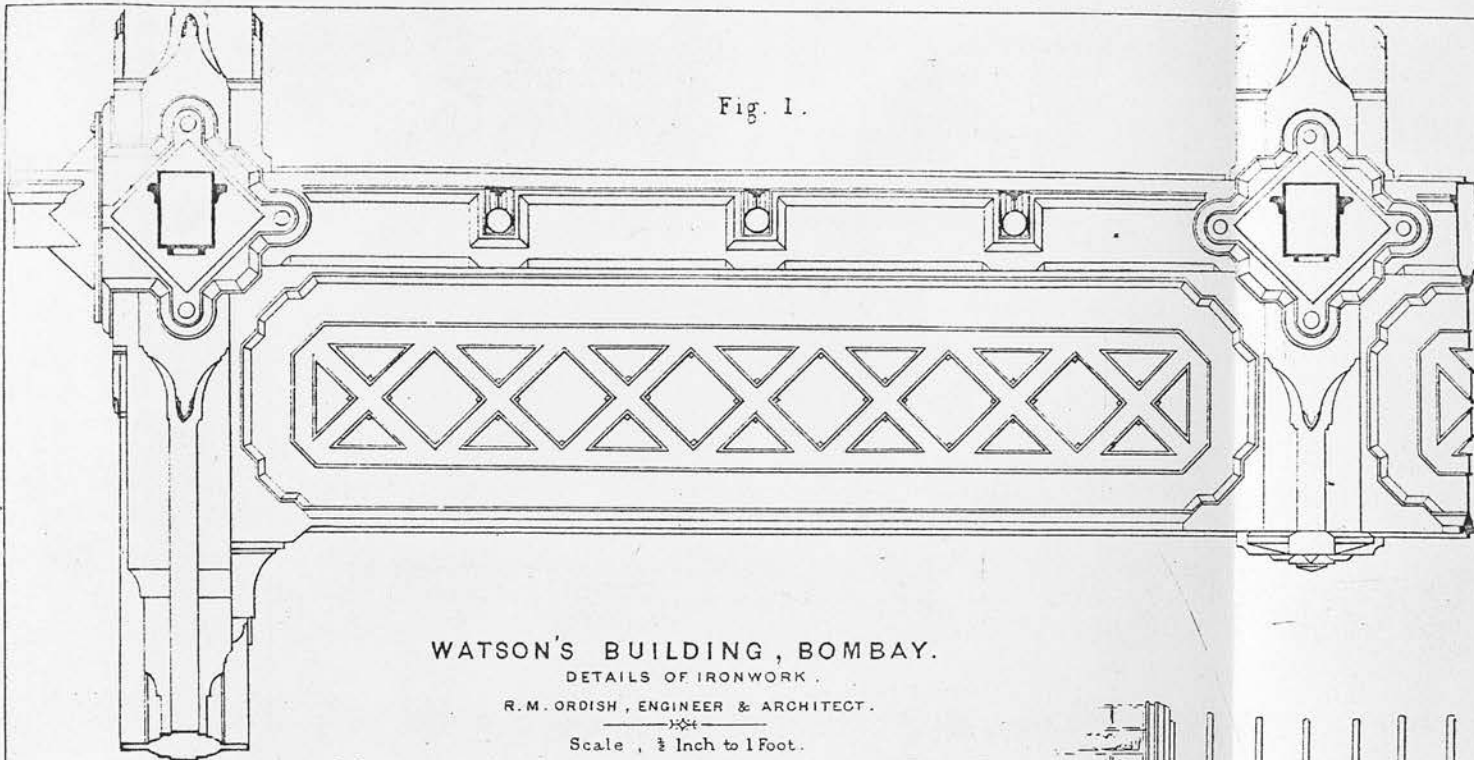 Fig. 1.
WATSON'S BUILDING, BOMBAY.
DETAILS OF IRONWORK.
R. M. ORDISH, ENGINEER & ARCHITECT.
Scale, ½ Inch to 1 Foot.